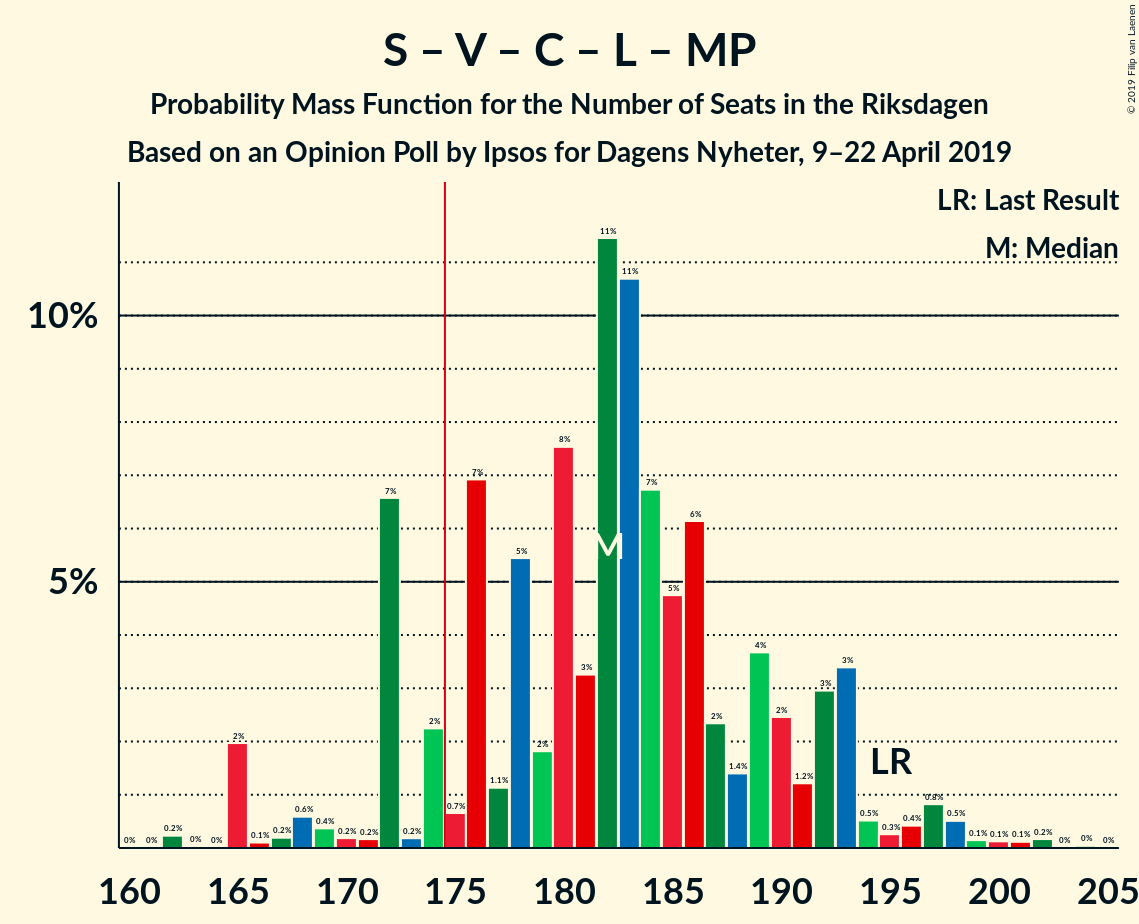 S – V – C – L – MP
Probability Mass Function for the Number of Seats in the Riksdagen
Based on an Opinion Poll by Ipsos for Dagens Nyheter, 9–22 April 2019
© 2019 Filip van Laenen
LR: Last Result
M: Median
10%
5%
0% 0% 0.2% 0% 0% 2% 0.1% 0.2% 0.6% 0.4% 0.2% 0.2% 7% 0.2% 2% 0.7% 7% 1.1% 5% 2% 8% 3% 11% 11% 7% 5% 6% 2% 1.4% 4% 2% 1.2% 3% 3% 0.5% 0.3% 0.4% 0.8% 0.5% 0.1% 0.1% 0.1% 0.2% 0% 0% 0%
M
LR
160 165 170 175 180 185 190 195 200 205